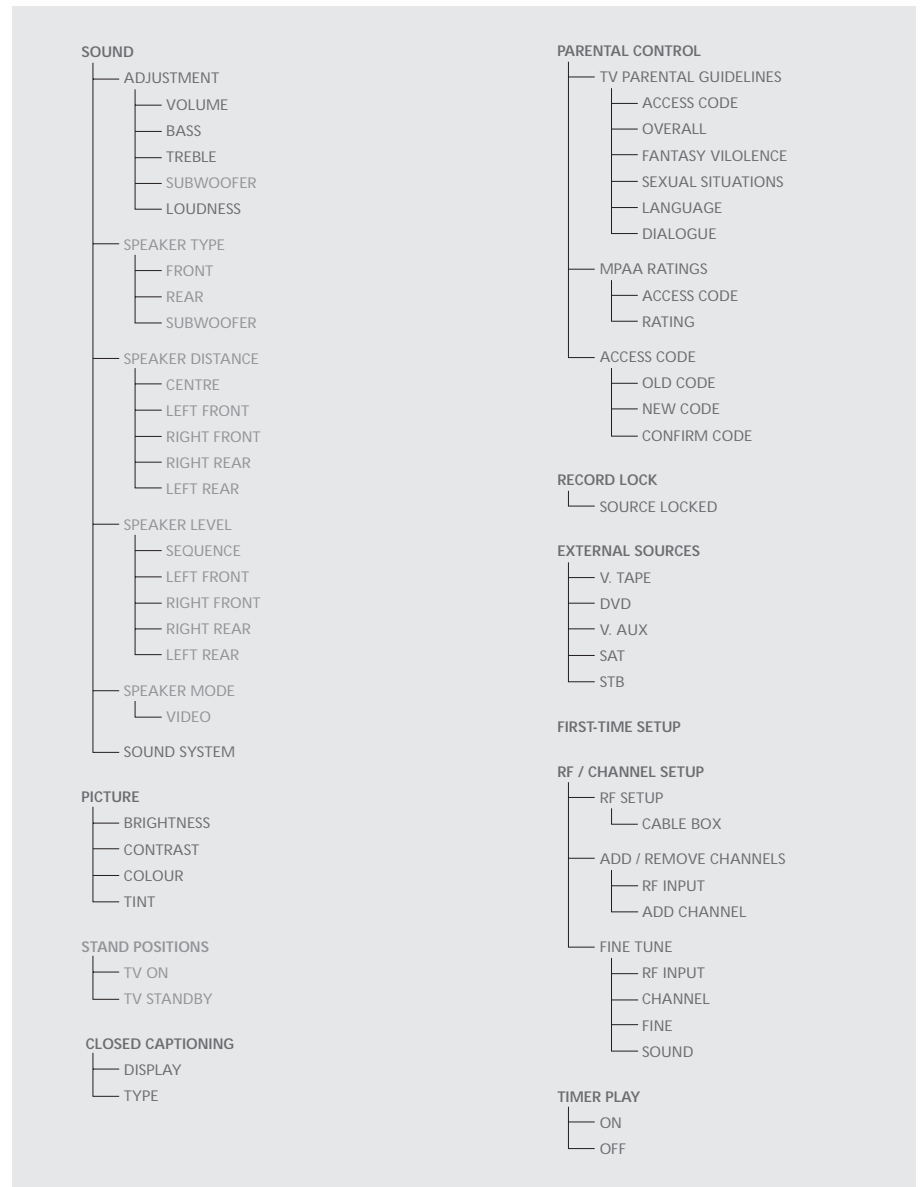 SOUND
ADJUSTMENT
VOLUME
BASS
TREBLE
SUBWOOFER
LOUDNESS
SPEAKER TYPE
FRONT
REAR
SUBWOOFER
SPEAKER DISTANCE
CENTRE
LEFT FRONT
RIGHT FRONT
RIGHT REAR
LEFT REAR
SPEAKER LEVEL
SEQUENCE
LEFT FRONT
RIGHT FRONT
RIGHT REAR
LEFT REAR
SPEAKER MODE
VIDEO
SOUND SYSTEM
PICTURE
BRIGHTNESS
CONTRAST
COLOUR
TINT
STAND POSITIONS
TV ON
TV STANDBY
CLOSED CAPTIONING
DISPLAY
TYPE
PARENTAL CONTROL
TV PARENTAL GUIDELINES
ACCESS CODE
OVERALL
FANTASY VILOLENCE
SEXUAL SITUATIONS
LANGUAGE
DIALOGUE
MPAA RATINGS
ACCESS CODE
RATING
ACCESS CODE
OLD CODE
NEW CODE
CONFIRM CODE
RECORD LOCK
SOURCE LOCKED
EXTERNAL SOURCES
V. TAPE
DVD
V. AUX
SAT
STB
FIRST-TIME SETUP
RF / CHANNEL SETUP
RF SETUP
CABLE BOX
ADD / REMOVE CHANNELS
RF INPUT
ADD CHANNEL
FINE TUNE
RF INPUT
CHANNEL
FINE
SOUND
TIMER PLAY
ON
OFF